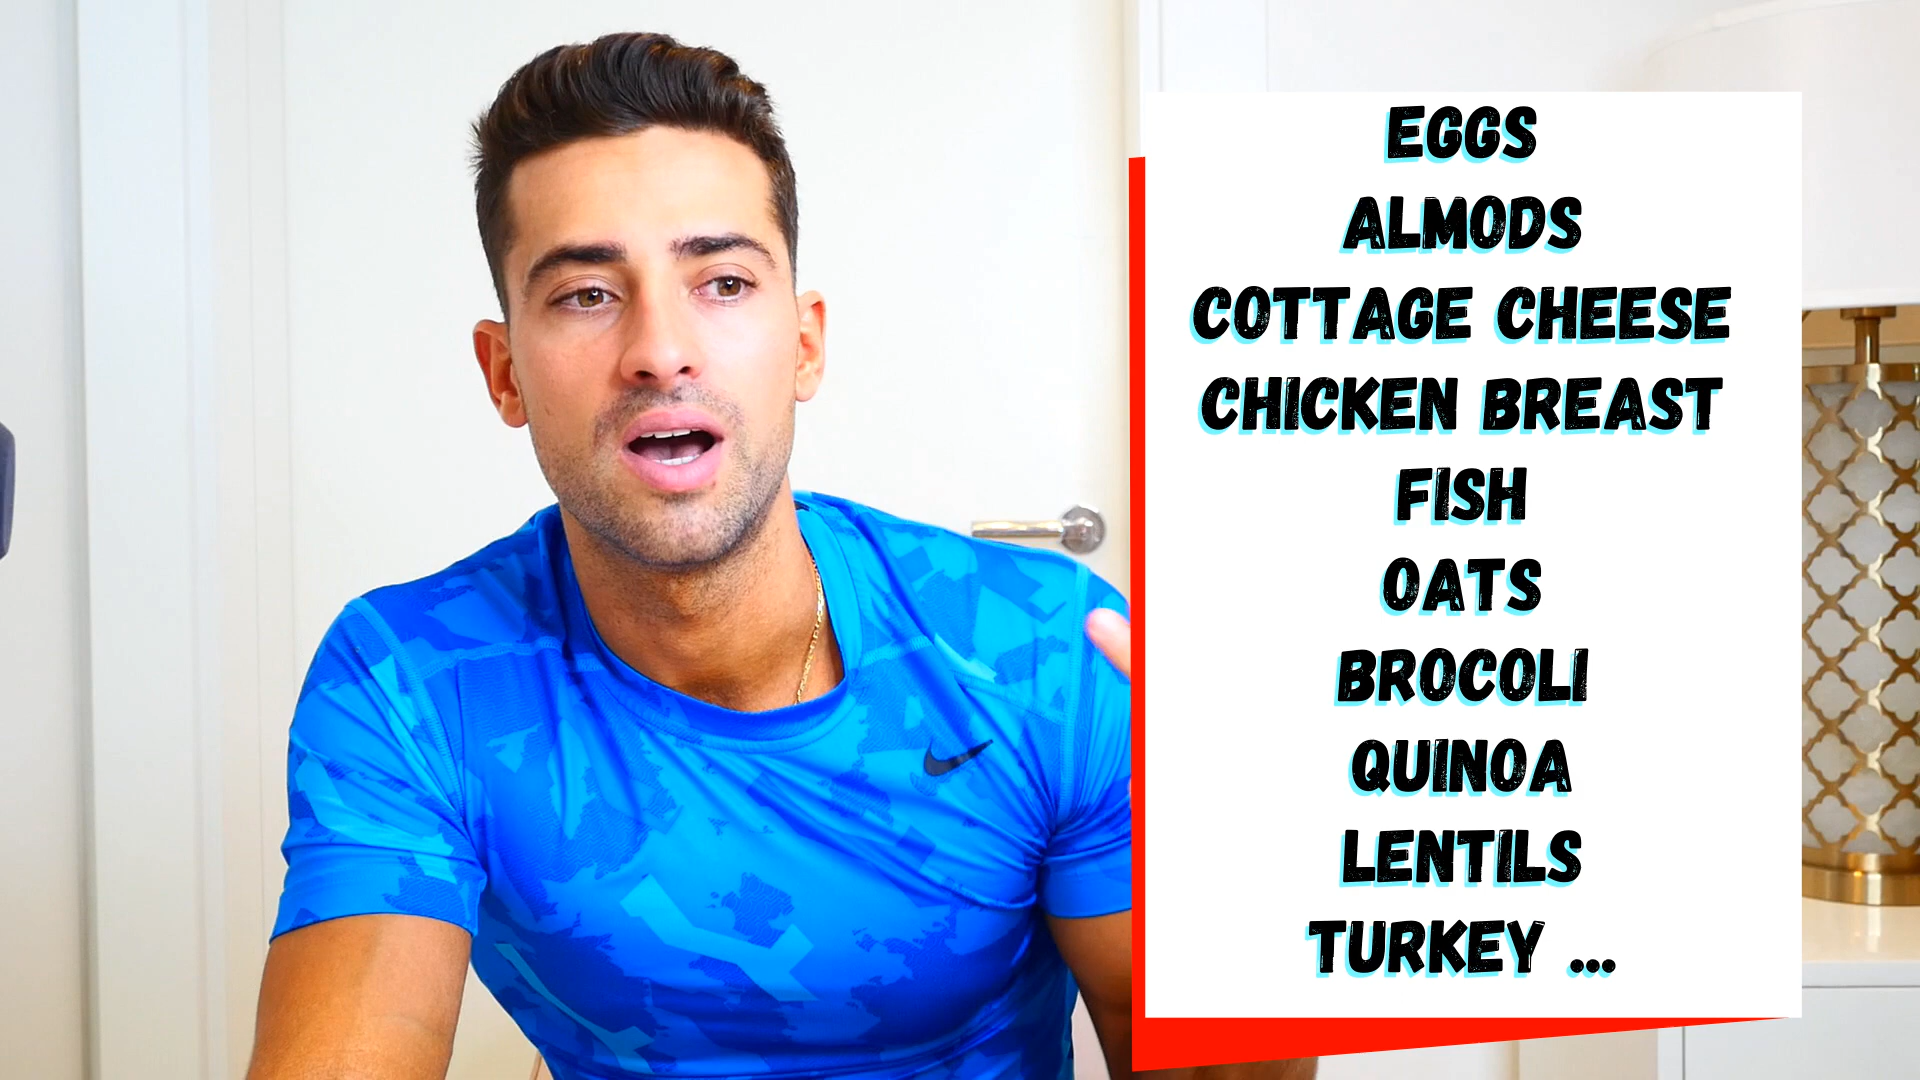 EGGS
ALMODS
COTTAGE CHEESE
CHICKEN BREAST
FISH
OATS
BROCOLI
QUINOA
LENTILS
TURKEY ...